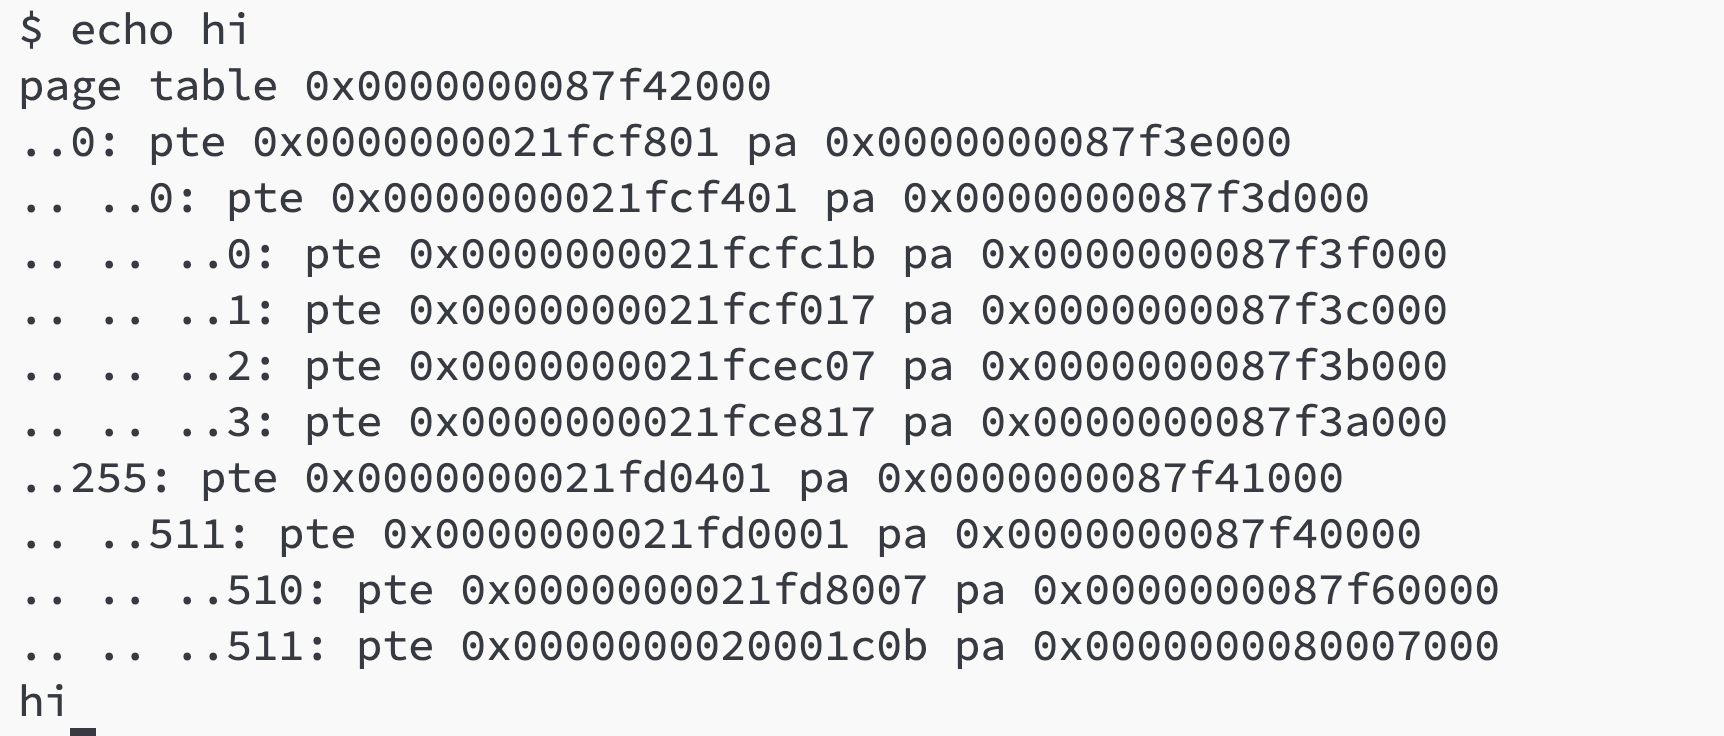 $ echo hi
page table 0x0000000087f42000
..0: pte 0x0000000021fcf801 pa 0x0000000087f3e000
.. ..0: pte 0x0000000021fcf401 pa 0x0000000087f3d000
.. .. ..0: pte 0x0000000021fcfc1b pa 0x0000000087f3f000
.. .. ..1: pte 0x0000000021fcf017 pa 0x0000000087f3c000
.. .. ..2: pte 0x0000000021fcec07 pa 0x0000000087f3b000
.. .. ..3: pte 0x0000000021fce817 pa 0x0000000087f3a000
..255: pte 0x0000000021fd0401 pa 0x0000000087f41000
.. ..511: pte 0x0000000021fd0001 pa 0x0000000087f40000
.. .. ..510: pte 0x0000000021fd8007 pa 0x0000000087f60000
.. .. ..511: pte 0x0000000020001c0b pa 0x0000000080007000
hi